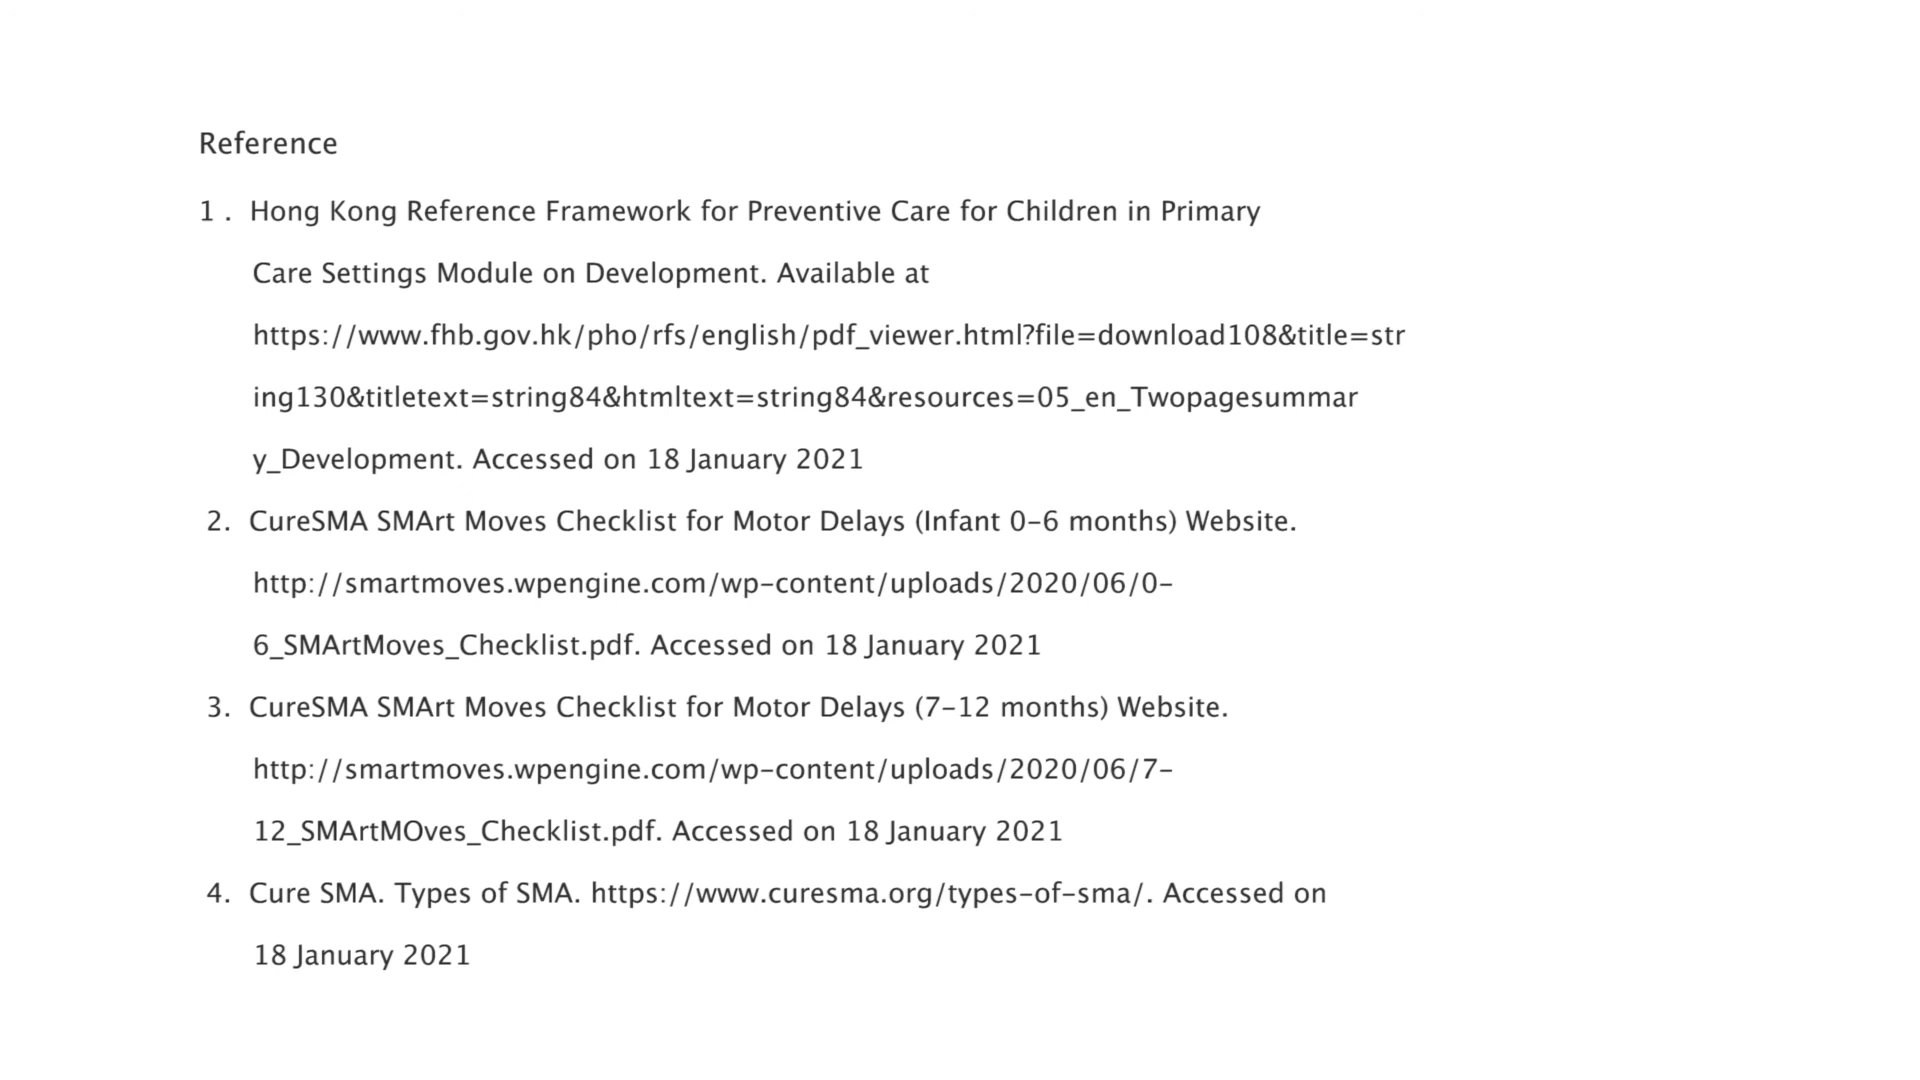 Reference
1 . Hong Kong Reference Framework for Preventive Care for Children in Primary
Care Settings Module on Development. Available at
https://www.fhb.gov.hk/pho/rfs/english/pdf_viewer.html?file=download108&title=str
ing130&titletext=string84&htmltext=string84&resources=05_en_Twopagesummar
y_Development. Accessed on 18 January 2021
2. CureSMA SMArt Moves Checklist for Motor Delays (Infant 0-6 months) Website.
http://smartmoves.wpengine.com/wp-content/uploads/2020/06/0-
6_SMArtMoves_Checklist.pdf. Accessed on 18 January 2021
3. CureSMA SMArt Moves Checklist for Motor Delays (7-12 months) Website.
http://smartmoves.wpengine.com/wp-content/uploads/2020/06/7-
12_SMArtMOves_Checklist.pdf. Accessed on 18 January 2021
4. Cure SMA. Types of SMA. https://www.curesma.org/types-of-sma/. Accessed on
18 January 2021